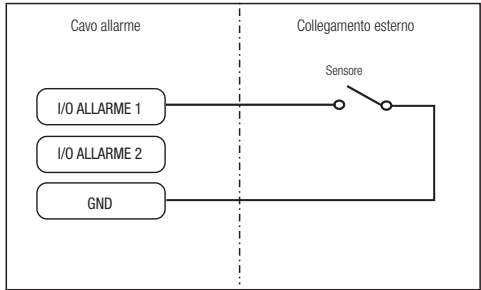 Cavo allarme
Collegamento esterno
Sensore
I/O ALLARME 1
I/O ALLARME 2
GND